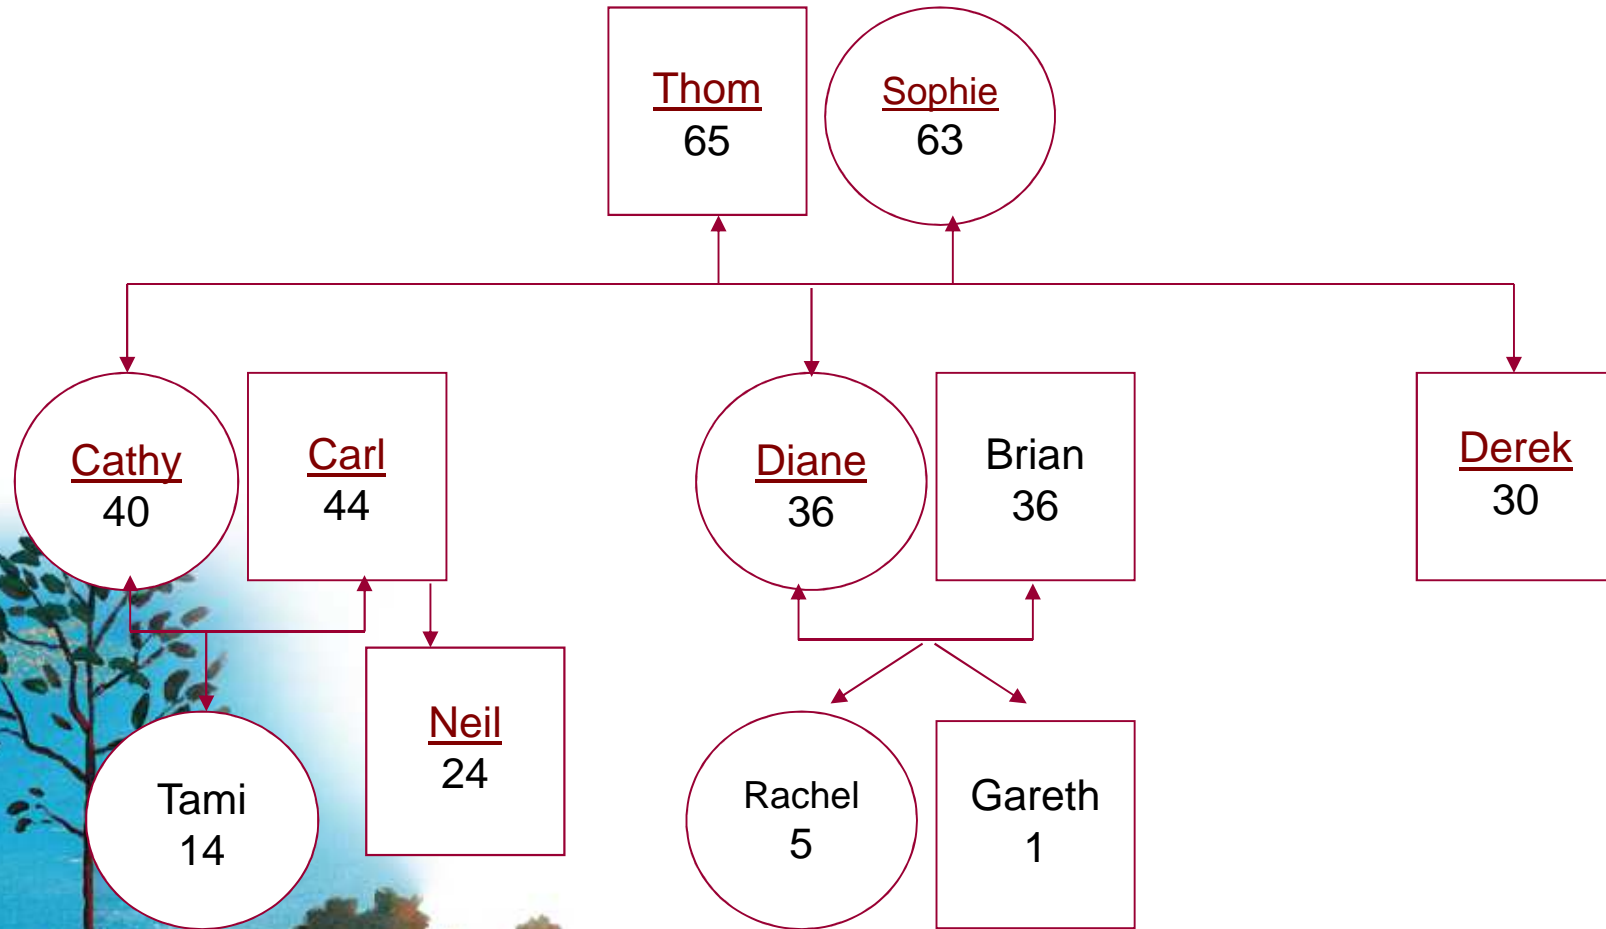 Thom
65
Sophie
63
Cathy
40
Carl
44
Diane
36
Brian
36
Derek
30
Neil
24
Tami
14
Rachel
5
Gareth
1